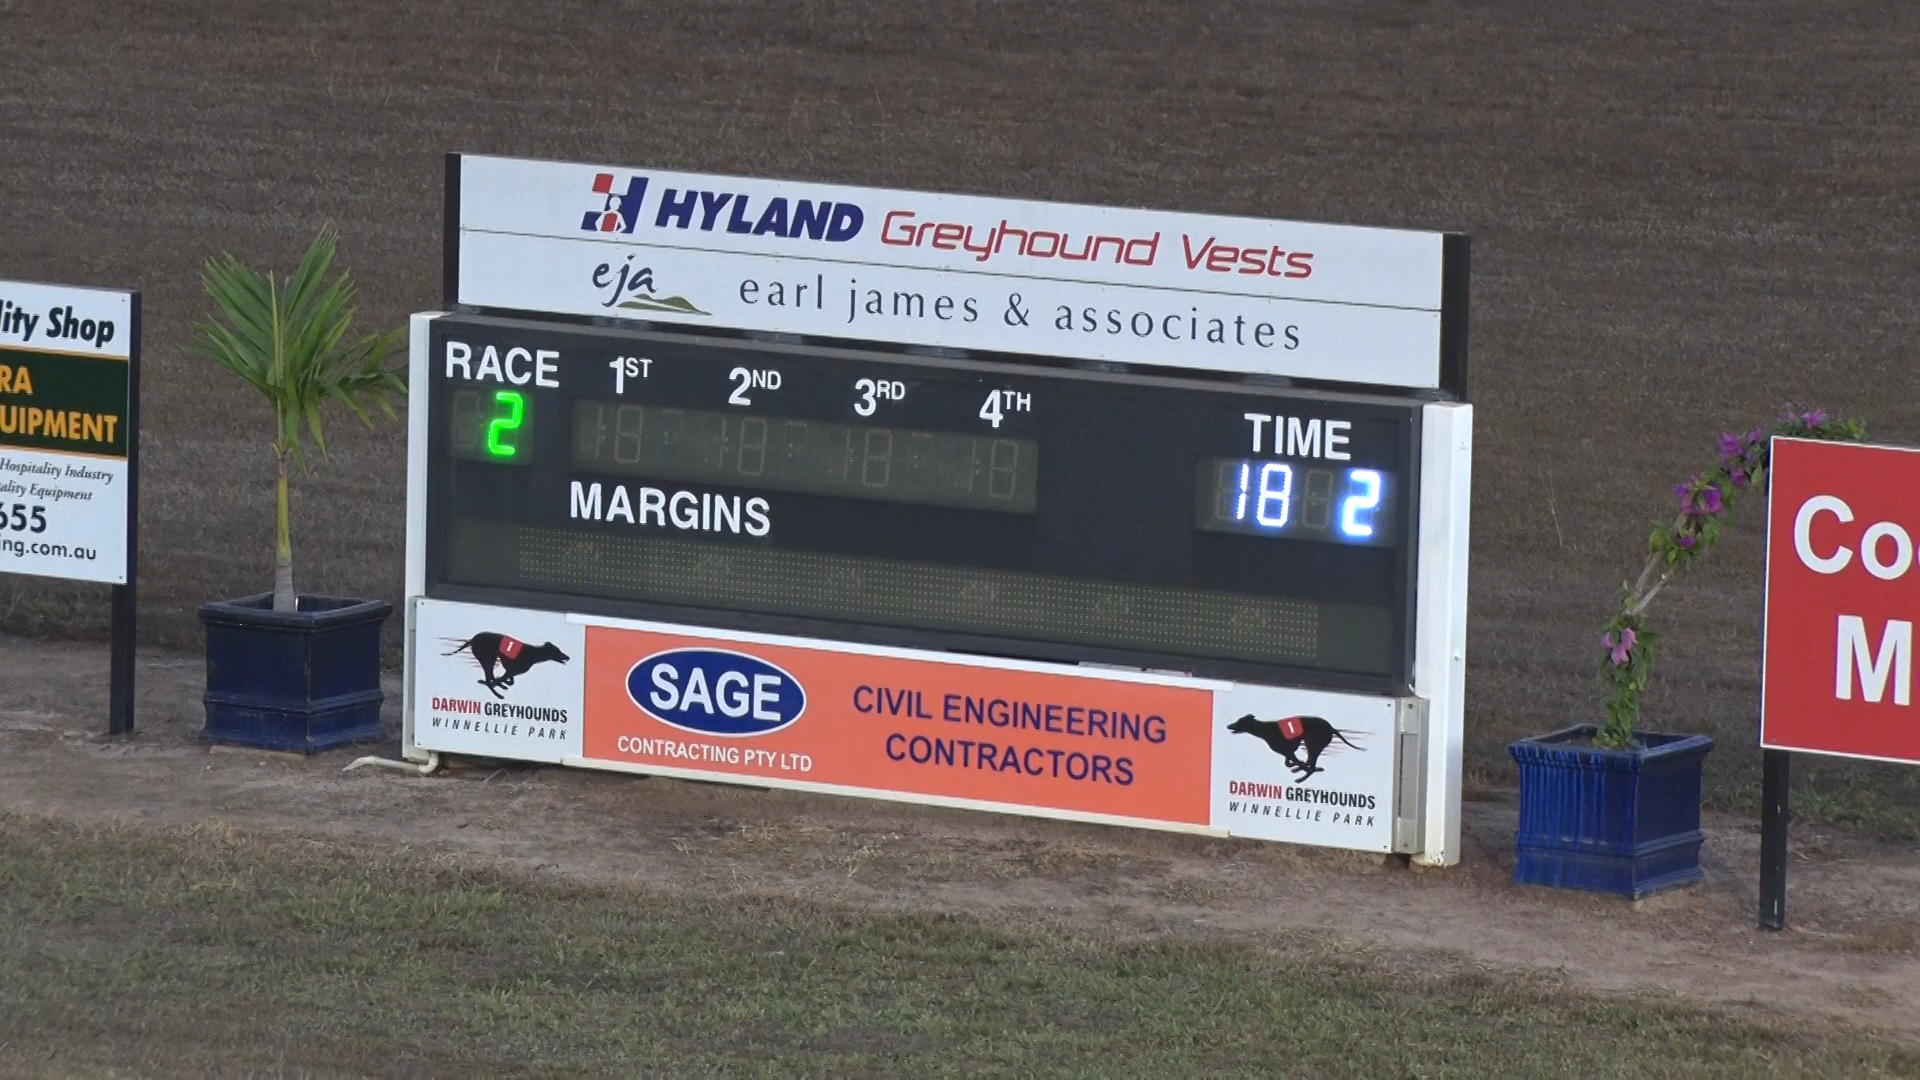 HYLAND Greyhound Vests
eja earl james & associates
RACE 1ST 2ND 3RD 4TH TIME
2 18 2
MARGINS
DARWIN GREYHOUNDS
WINNELLIE PARK
SAGE
CONTRACTING PTY LTD
CIVIL ENGINEERING
CONTRACTORS
1
DARWIN GREYHOUNDS
WINNELLIE PARK
1
lity Shop
RA
UIPMENT
Hospitality Industry
ality Equipment
655
ing.com.au
Co
M